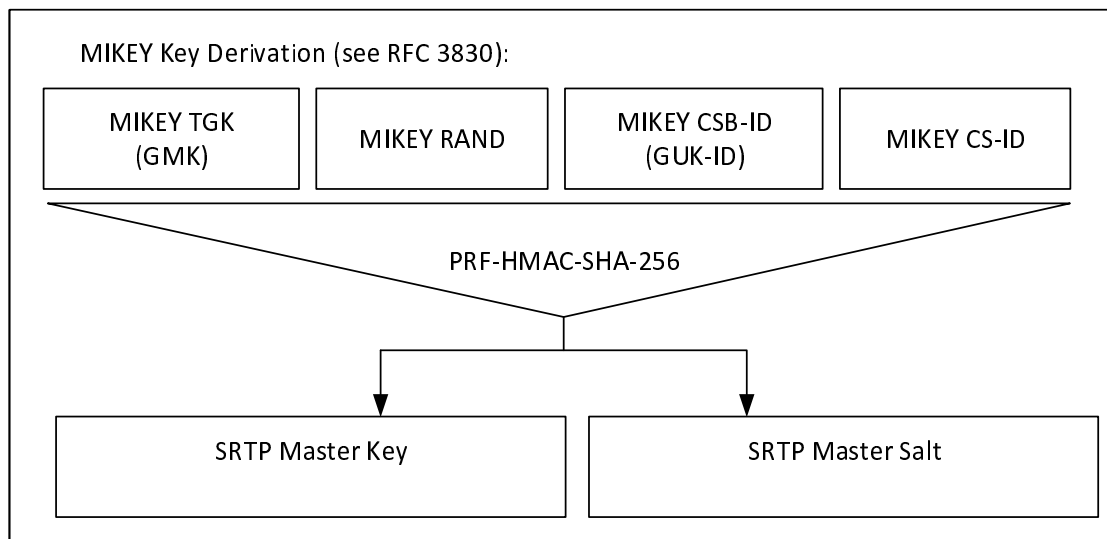 MIKEY Key Derivation (see RFC 3830):
MIKEY TGK
(GMK)
MIKEY RAND
MIKEY CSB-ID
(GUK-ID)
MIKEY CS-ID
PRF-HMAC-SHA-256
SRTP Master Key
SRTP Master Salt